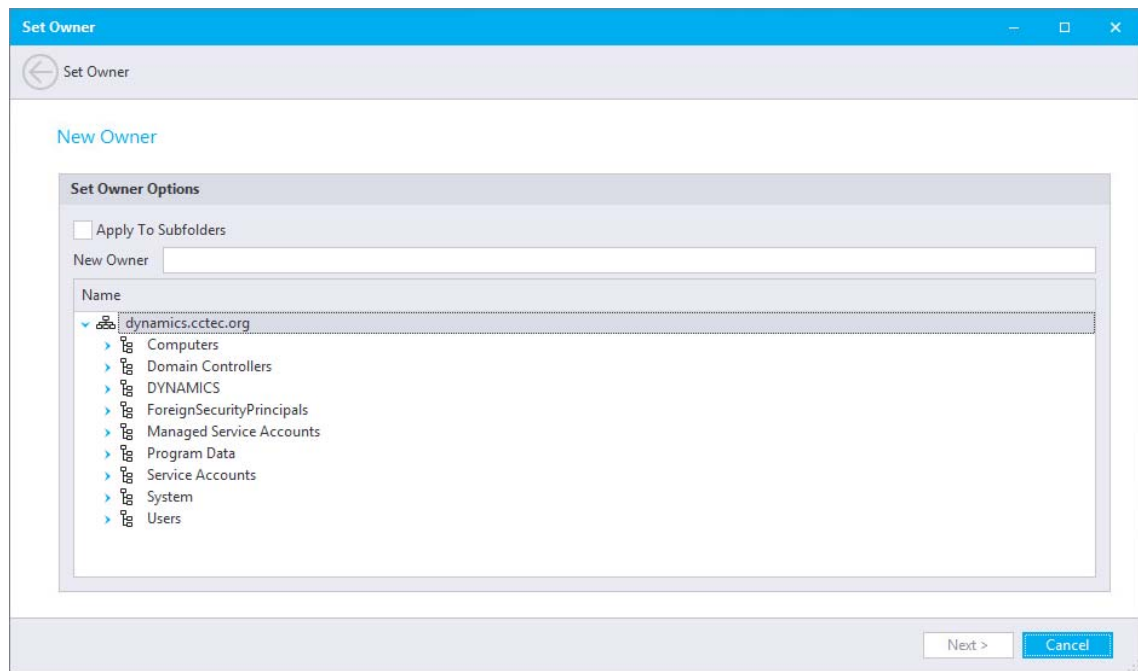 Set Owner
Set Owner
New Owner
Set Owner Options
Apply To Subfolders
New Owner
Name
dynamics.cctec.org
Computers
Domain Controllers
DYNAMICS
ForeignSecurityPrincipals
Managed Service Accounts
Program Data
Service Accounts
System
Users
Next > Cancel